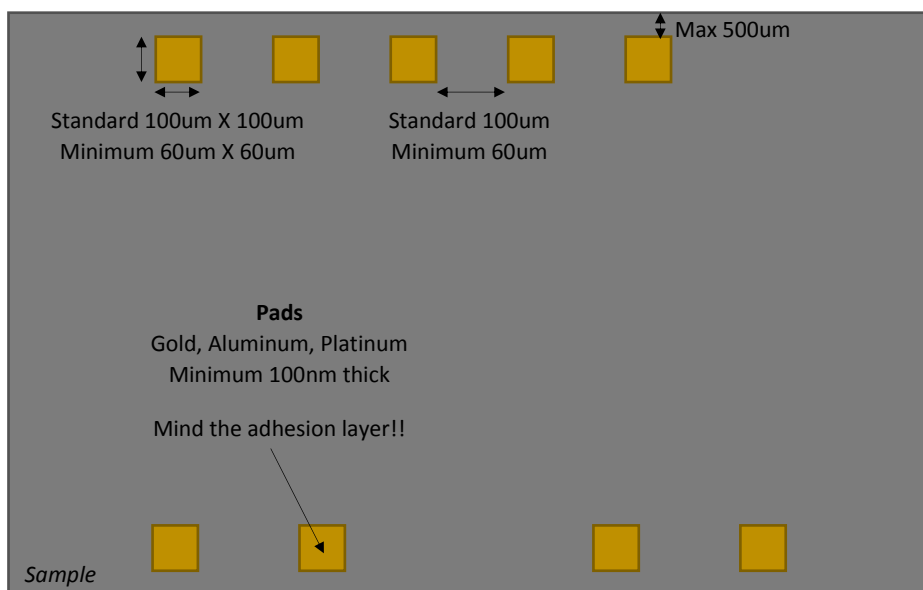 Max 500um
Standard 100um X 100um
Minimum 60um X 60um
Standard 100um
Minimum 60um
Pads
Gold, Aluminum, Platinum
Minimum 100nm thick
Mind the adhesion layer!!
Sample